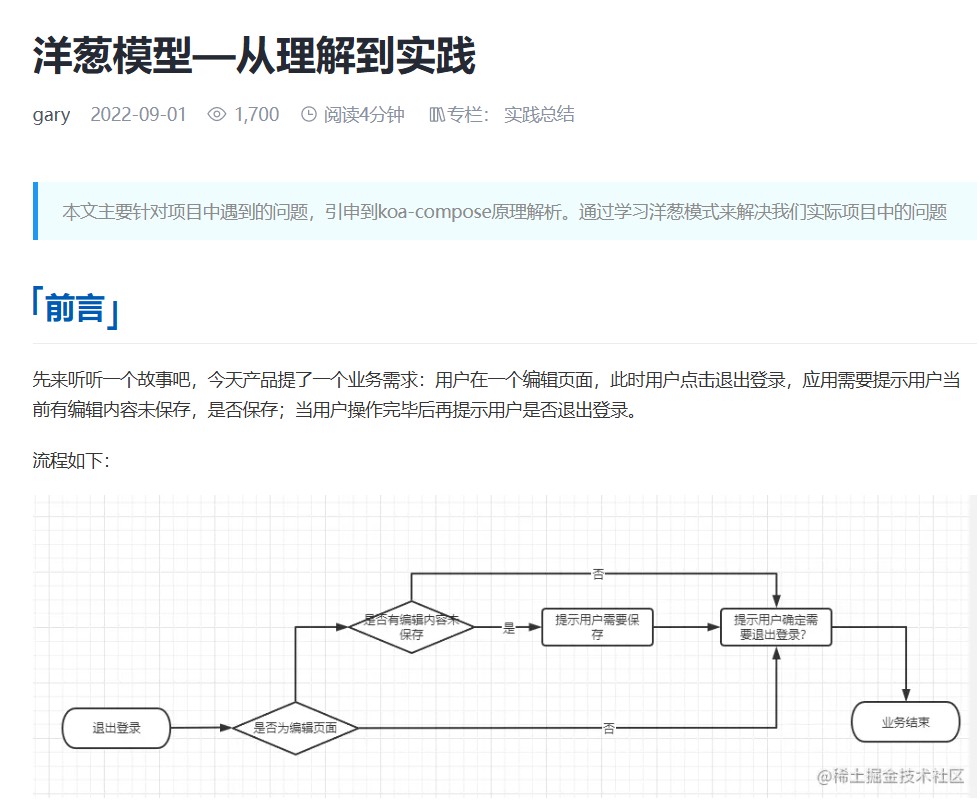 洋葱模型—从理解到实践
gary 2022-09-01 1,700 阅读4分钟 专栏： 实践总结
本文主要针对项目中遇到的问题，引申到koa-compose原理解析。通过学习洋葱模式来解决我们实际项目中的问题
「前言」
先来听听一个故事吧，今天产品提了一个业务需求：用户在一个编辑页面，此时用户点击退出登录，应用需要提示用户当
前有编辑内容未保存，是否保存；当用户操作完毕后再提示用户是否退出登录。
流程如下：
否
是否有编辑内容未
保存
是
提示用户需要保
存
提示用户确定需
要退出登录？
退出登录
是否为编辑页面
否
业务结束
@稀土掘金技术社区